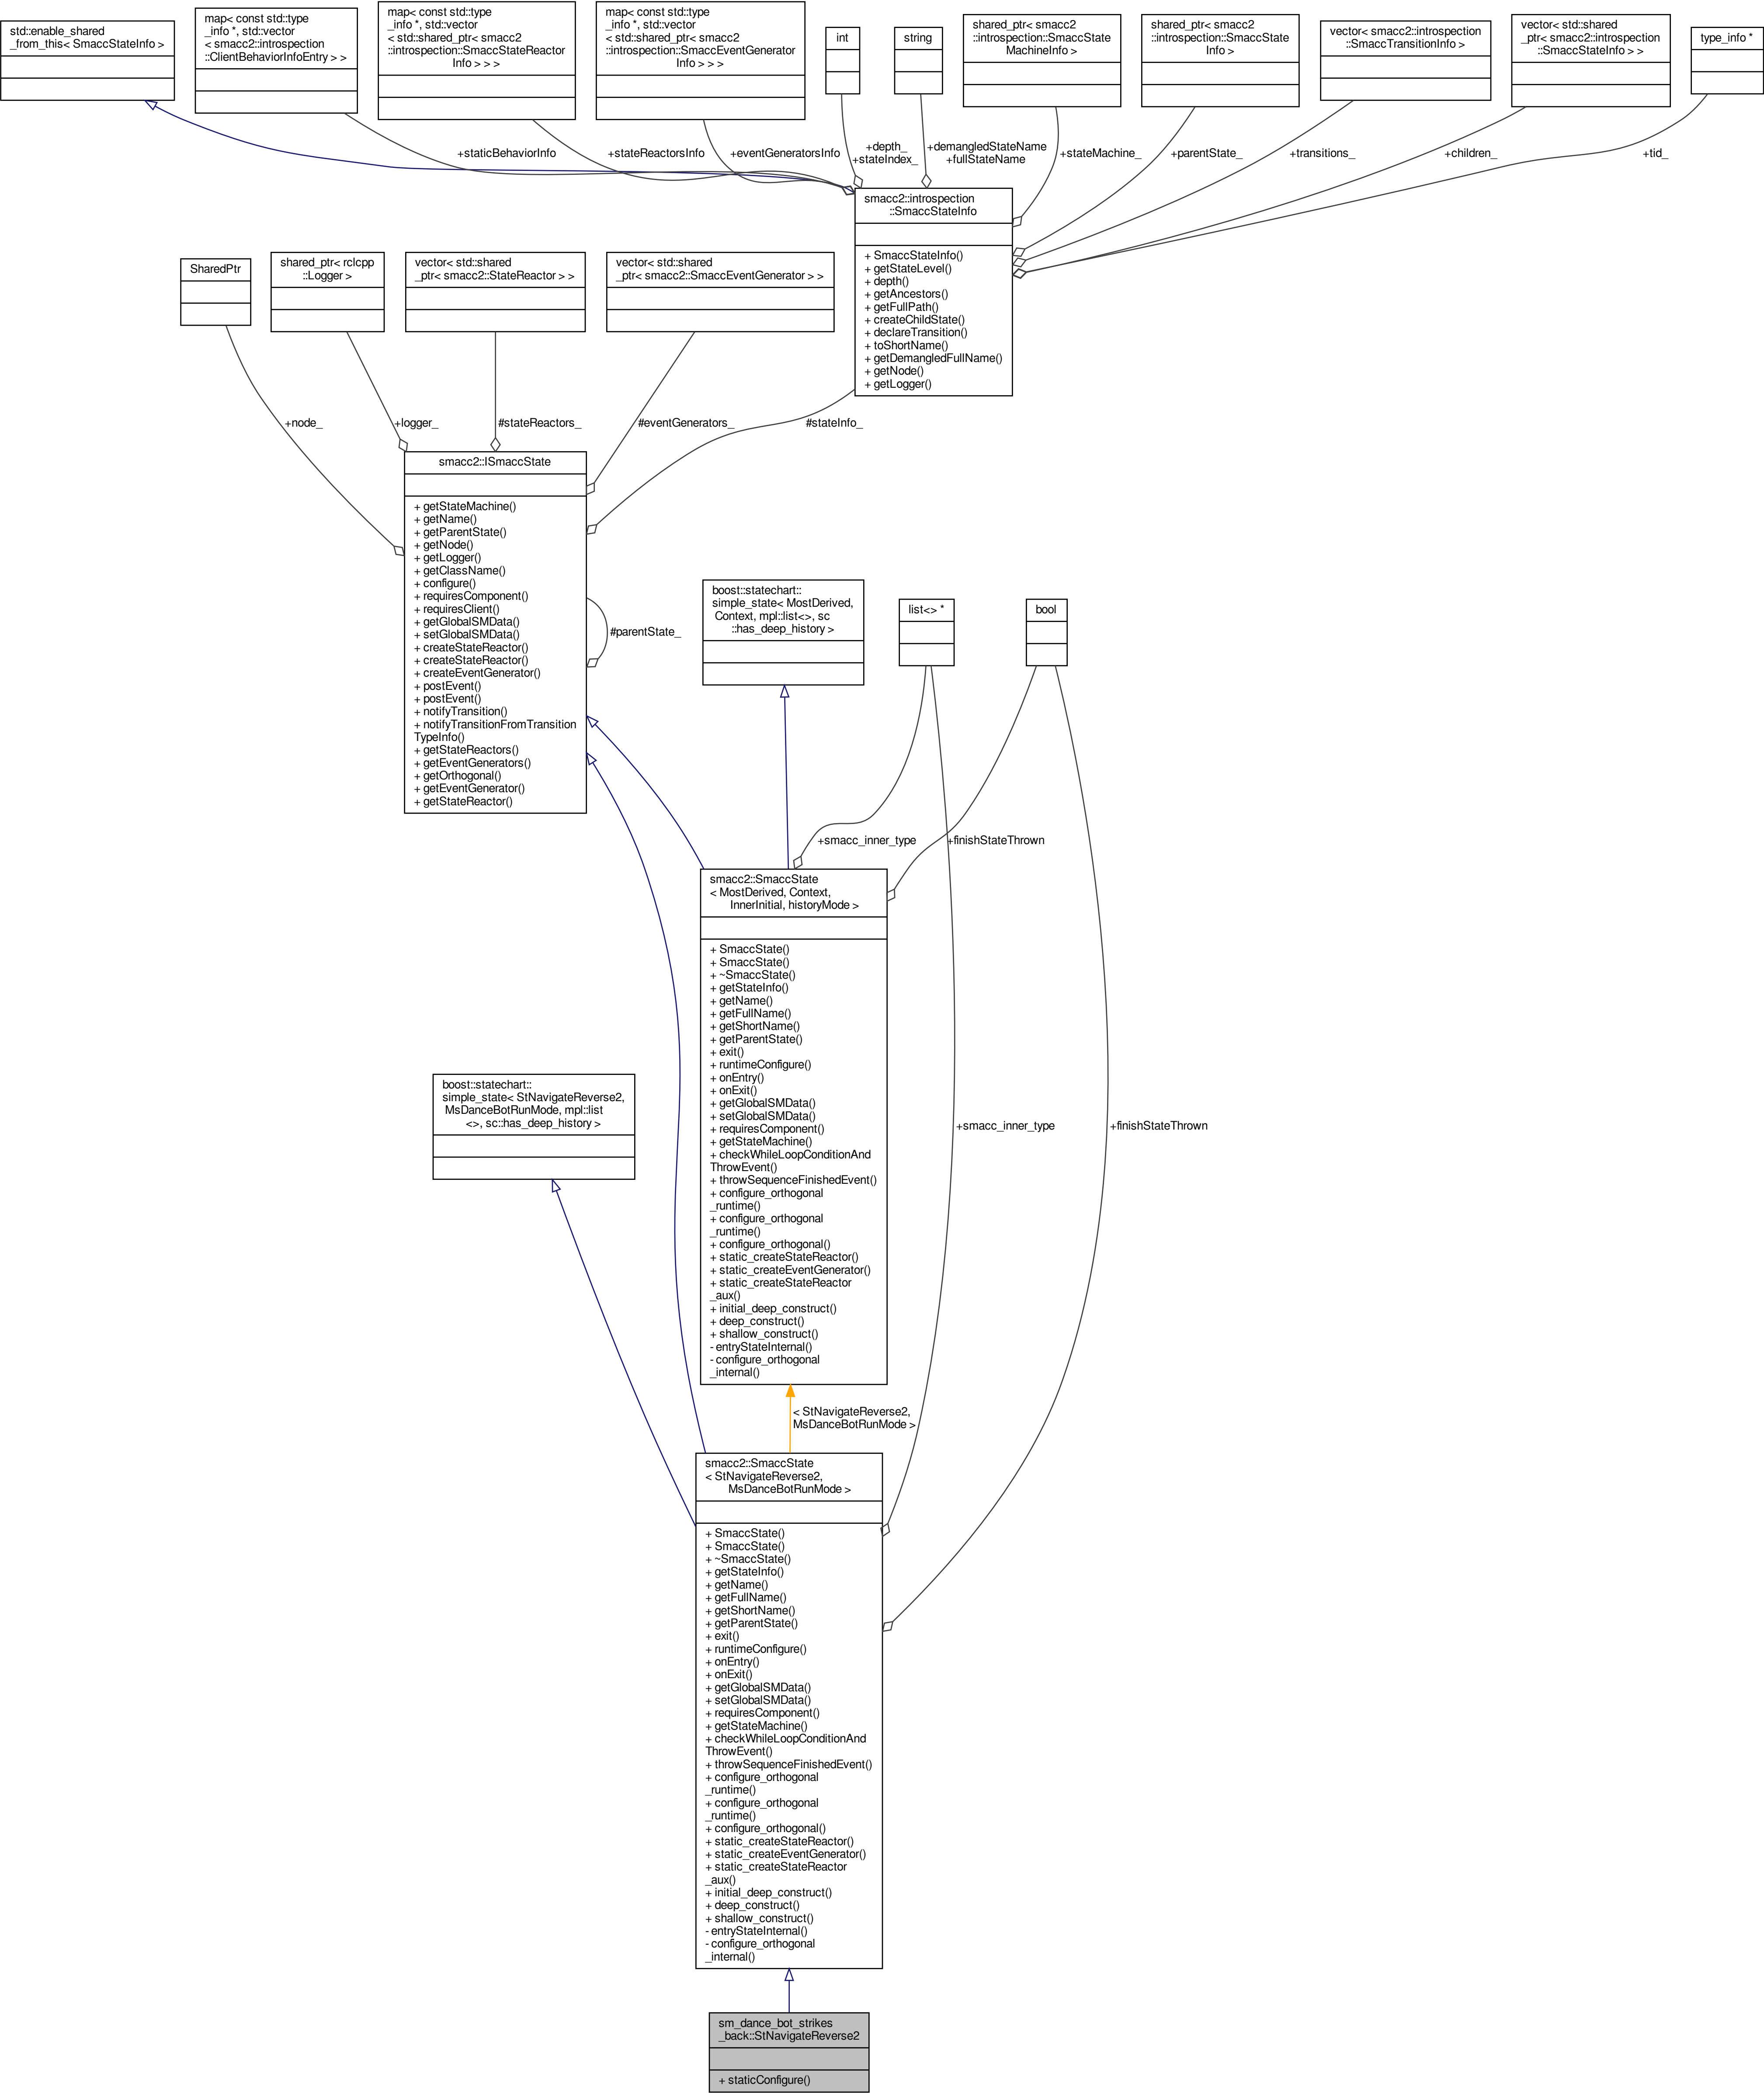 std::enable_shared
_from_this< SmaccStateInfo >
map< const std::type
_info *, std::vector
< smacc2::introspection
::ClientBehaviorInfoEntry > >
map< const std::type
_info *, std::vector
< std::shared_ptr< smacc2
::introspection::SmaccStateReactor
Info > > >
map< const std::type
_info *, std::vector
< std::shared_ptr< smacc2
::introspection::SmaccEventGenerator
Info > > >
int
string
shared_ptr< smacc2
::introspection::SmaccState
MachineInfo >
shared_ptr< smacc2
::introspection::SmaccState
Info >
vector< smacc2::introspection
::SmaccTransitionInfo >
vector< std::shared
_ptr< smacc2::introspection
::SmaccStateInfo > >
type_info *
+staticBehaviorInfo
+stateReactorsInfo
+eventGeneratorsInfo
+depth_
+stateIndex_
+demangledStateName
+fullStateName
+stateMachine_
+parentState_
+transitions_
+children_
+tid_
smacc2::introspection
::SmaccStateInfo
+ SmaccStateInfo()
+ getStateLevel()
+ depth()
+ getAncestors()
+ getFullPath()
+ createChildState()
+ declareTransition()
+ toShortName()
+ getDemangledFullName()
+ getNode()
+ getLogger()
SharedPtr
shared_ptr< rclcpp
::Logger >
vector< std::shared
_ptr< smacc2::StateReactor > >
vector< std::shared
_ptr< smacc2::SmaccEventGenerator > >
+node_
+logger_
#stateReactors_
#eventGenerators_
#stateInfo_
smacc2::ISmaccState
+ getStateMachine()
+ getName()
+ getParentState()
+ getNode()
+ getLogger()
+ getClassName()
+ configure()
+ requiresComponent()
+ requiresClient()
+ getGlobalSMData()
+ setGlobalSMData()
+ createStateReactor()
+ createStateReactor()
+ createEventGenerator()
+ postEvent()
+ postEvent()
+ notifyTransition()
+ notifyTransitionFromTransition
TypeInfo()
+ getStateReactors()
+ getEventGenerators()
+ getOrthogonal()
+ getEventGenerator()
+ getStateReactor()
#parentState_
boost::statechart::
simple_state< MostDerived,
Context, mpl::list<>, sc
::has_deep_history >
list<> *
bool
+smacc_inner_type
+finishStateThrown
smacc2::SmaccState
< MostDerived, Context,
InnerInitial, historyMode >
+ SmaccState()
+ SmaccState()
+ ~SmaccState()
+ getStateInfo()
+ getName()
+ getFullName()
+ getShortName()
+ getParentState()
+ exit()
+ runtimeConfigure()
+ onEntry()
+ onExit()
+ getGlobalSMData()
+ setGlobalSMData()
+ requiresComponent()
+ getStateMachine()
+ checkWhileLoopConditionAnd
ThrowEvent()
+ throwSequenceFinishedEvent()
+ configure_orthogonal
_runtime()
+ configure_orthogonal
_runtime()
+ configure_orthogonal()
+ static_createStateReactor()
+ static_createEventGenerator()
+ static_createStateReactor
_aux()
+ initial_deep_construct()
+ deep_construct()
+ shallow_construct()
- entryStateInternal()
- configure_orthogonal
_internal()
boost::statechart::
simple_state< StNavigateReverse2,
MsDanceBotRunMode, mpl::list
<>, sc::has_deep_history >
+smacc_inner_type
+finishStateThrown
< StNavigateReverse2,
MsDanceBotRunMode >
smacc2::SmaccState
< StNavigateReverse2,
MsDanceBotRunMode >
+ SmaccState()
+ SmaccState()
+ ~SmaccState()
+ getStateInfo()
+ getName()
+ getFullName()
+ getShortName()
+ getParentState()
+ exit()
+ runtimeConfigure()
+ onEntry()
+ onExit()
+ getGlobalSMData()
+ setGlobalSMData()
+ requiresComponent()
+ getStateMachine()
+ checkWhileLoopConditionAnd
ThrowEvent()
+ throwSequenceFinishedEvent()
+ configure_orthogonal
_runtime()
+ configure_orthogonal
_runtime()
+ configure_orthogonal()
+ static_createStateReactor()
+ static_createEventGenerator()
+ static_createStateReactor
_aux()
+ initial_deep_construct()
+ deep_construct()
+ shallow_construct()
- entryStateInternal()
- configure_orthogonal
_internal()
sm_dance_bot_strikes
_back::StNavigateReverse2
+ staticConfigure()